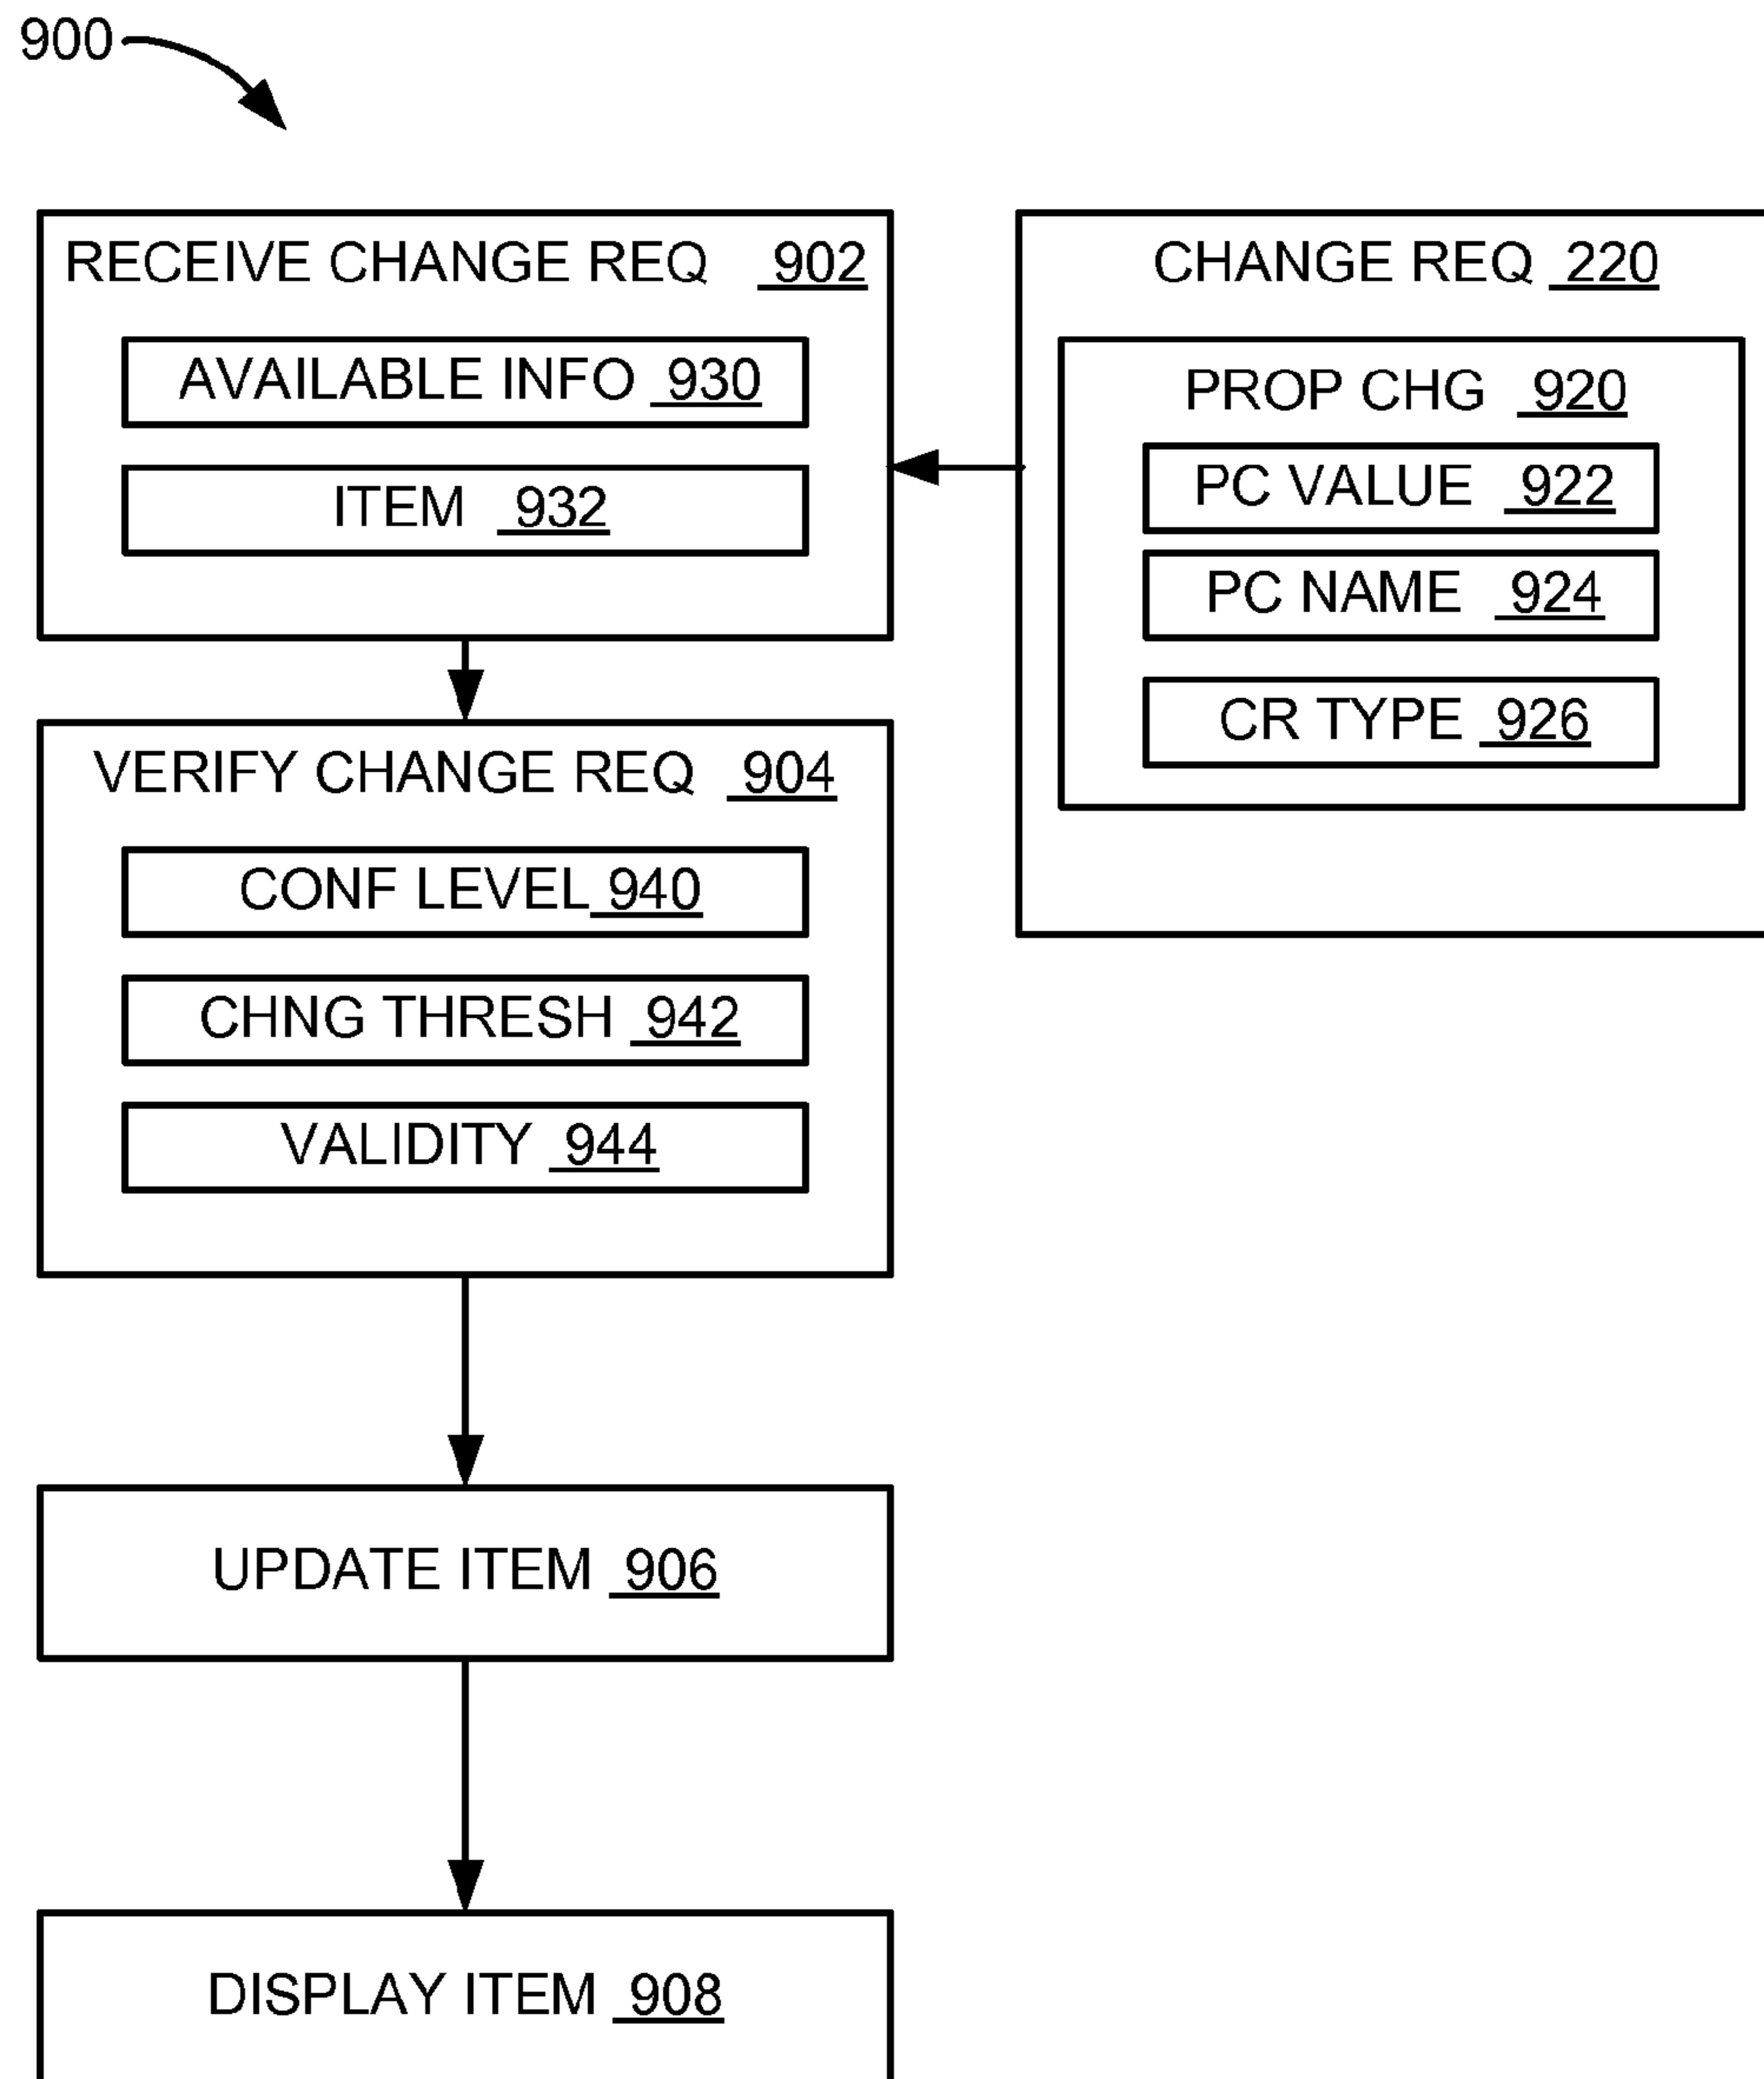 900
RECEIVE CHANGE REQ 902
AVAILABLE INFO 930
ITEM 932
CHANGE REQ 220
PROP CHG 920
PC VALUE 922
PC NAME 924
CR TYPE 926
VERIFY CHANGE REQ 904
CONF LEVEL 940
CHNG THRESH 942
VALIDITY 944
UPDATE ITEM 906
DISPLAY ITEM 908